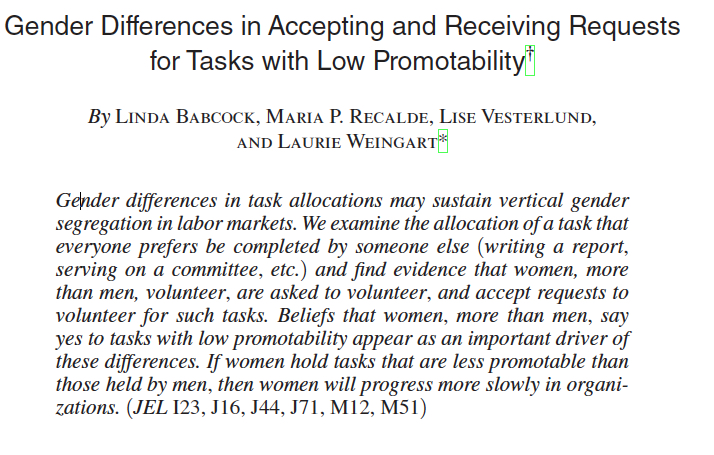 Gender Differences in Accepting and Receiving Requests
for Tasks with Low Promotability†
By Linda Babcock, Maria P. Recalde, Lise Vesterlund,
and Laurie Weingart*
Gender differences in task allocations may sustain vertical gender
segregation in labor markets. We examine the allocation of a task that
everyone prefers be completed by someone else (writing a report,
serving on a committee, etc.) and find evidence that women, more
than men, volunteer, are asked to volunteer, and accept requests to
volunteer for such tasks. Beliefs that women, more than men, say
yes to tasks with low promotability appear as an important driver of
these differences. If women hold tasks that are less promotable than
those held by men, then women will progress more slowly in organi-
zations. (JEL I23, J16, J44, J71, M12, M51)